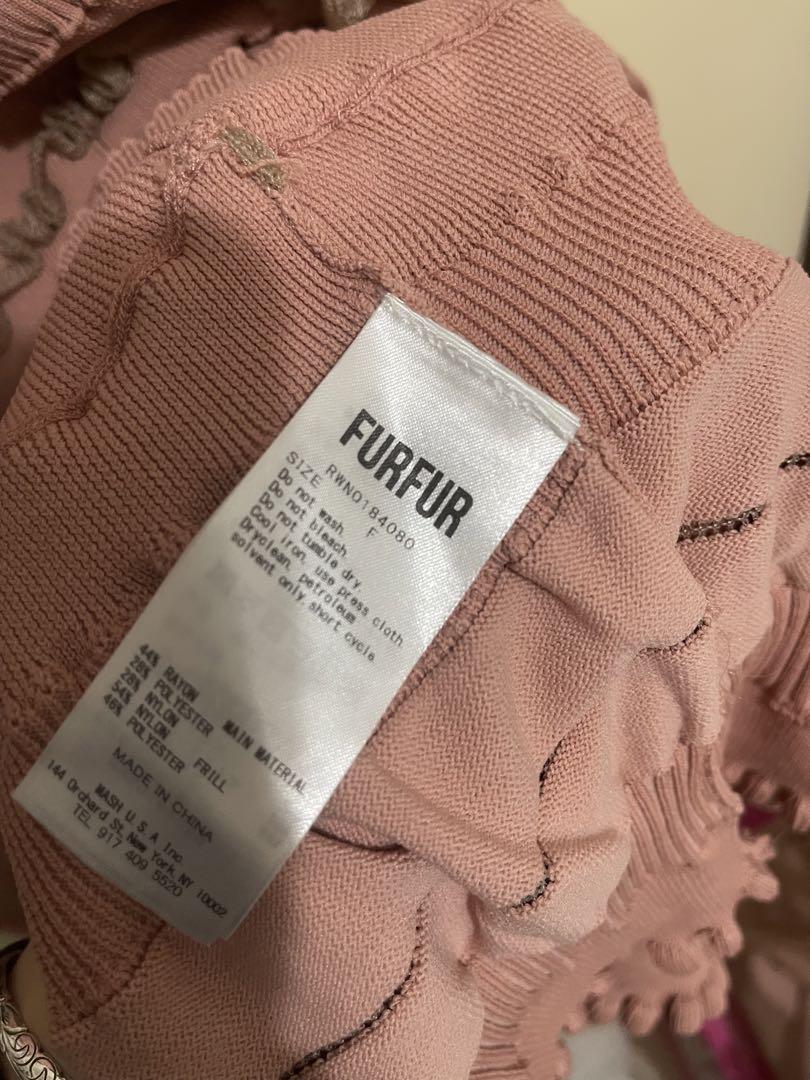 FURFUR
RWNO184080
SIZE F
Do not wash.
Do not bleach.
Do not tumble dry.
Cool iron, use press cloth.
Dryclean, petroleum
solvent only, short cycle.
44% RAYON
28% POLYESTER
28% NYLON MAIN MATERIAL
54% NYLON
46% POLYESTER FRILL
MADE IN CHINA
MASH U.S.A, Inc.
144 Orchard St, New York, NY 10002
TEL 917 409 5520